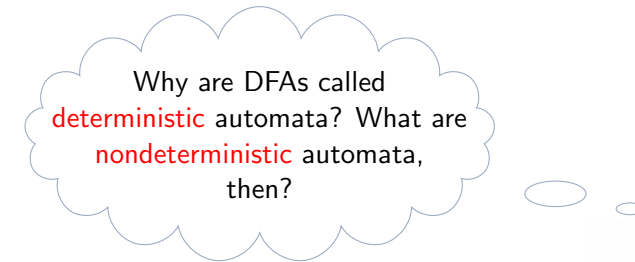 Why are DFAs called
deterministic automata? What are
nondeterministic automata,
then?